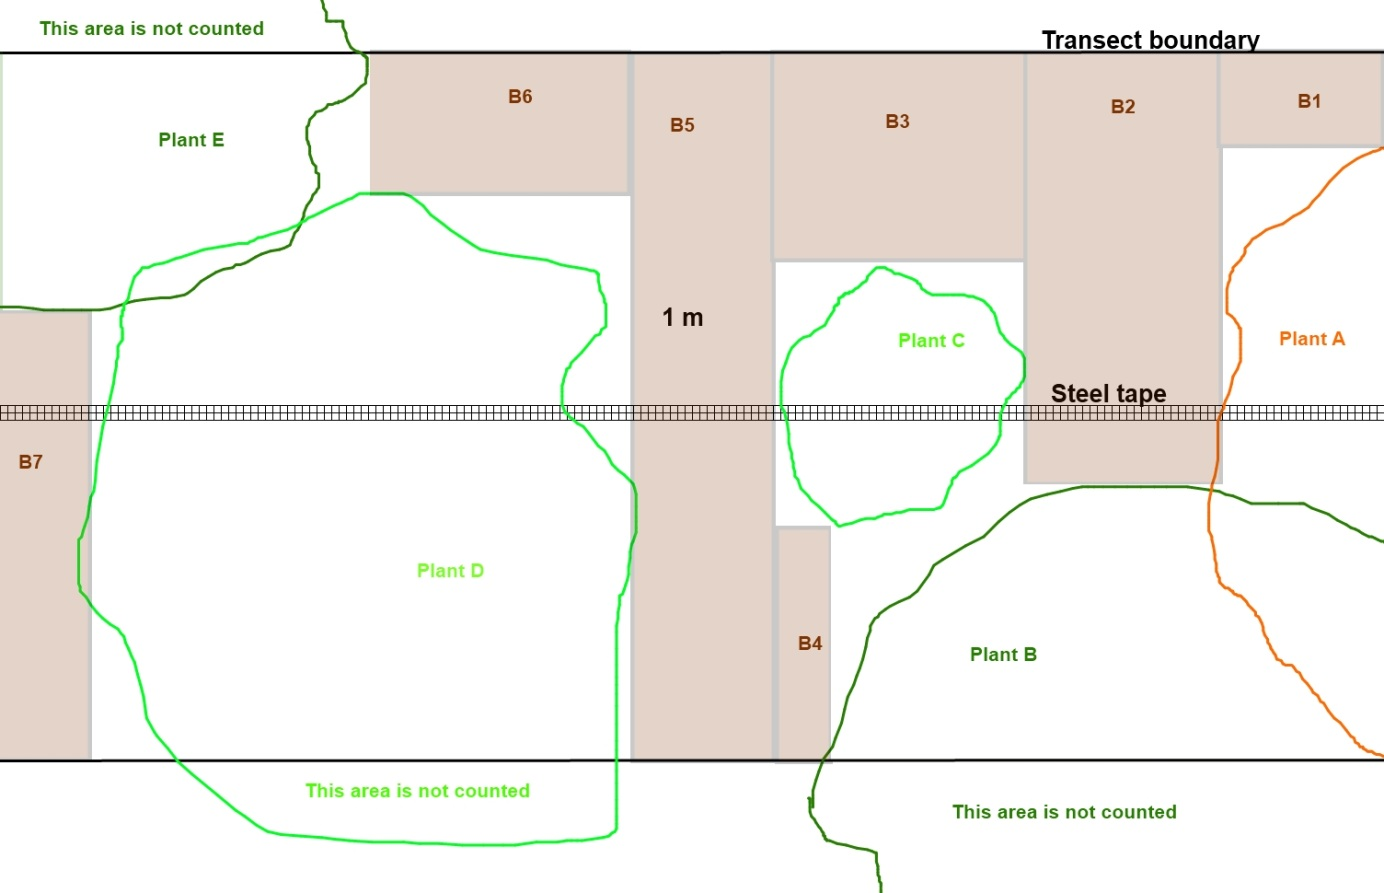 This area is not counted
Transect boundary
B6
B1
B2
B3
B5
Plant E
1 m
Plant C
Plant A
Steel tape
B7
Plant D
B4
Plant B
This area is not counted
This area is not counted